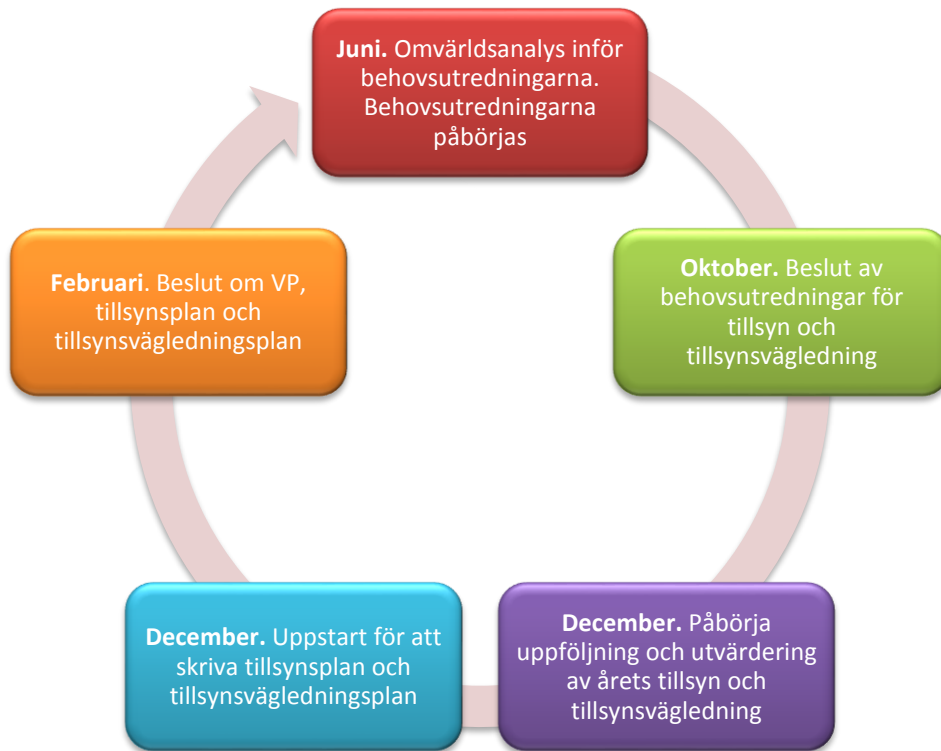 Juni. Omvärldsanalys inför
behovsutredningarna.
Behovsutredningarna
påbörjas
Oktober. Beslut av
behovsutredningar för
tillsyn och
tillsynsvägledning
December. Påbörja
uppföljning och utvärdering
av årets tillsyn och
tillsynsvägledning
December. Uppstart för att
skriva tillsynsplan och
tillsynsvägledningsplan
Februari. Beslut om VP,
tillsynsplan och
tillsynsvägledningsplan